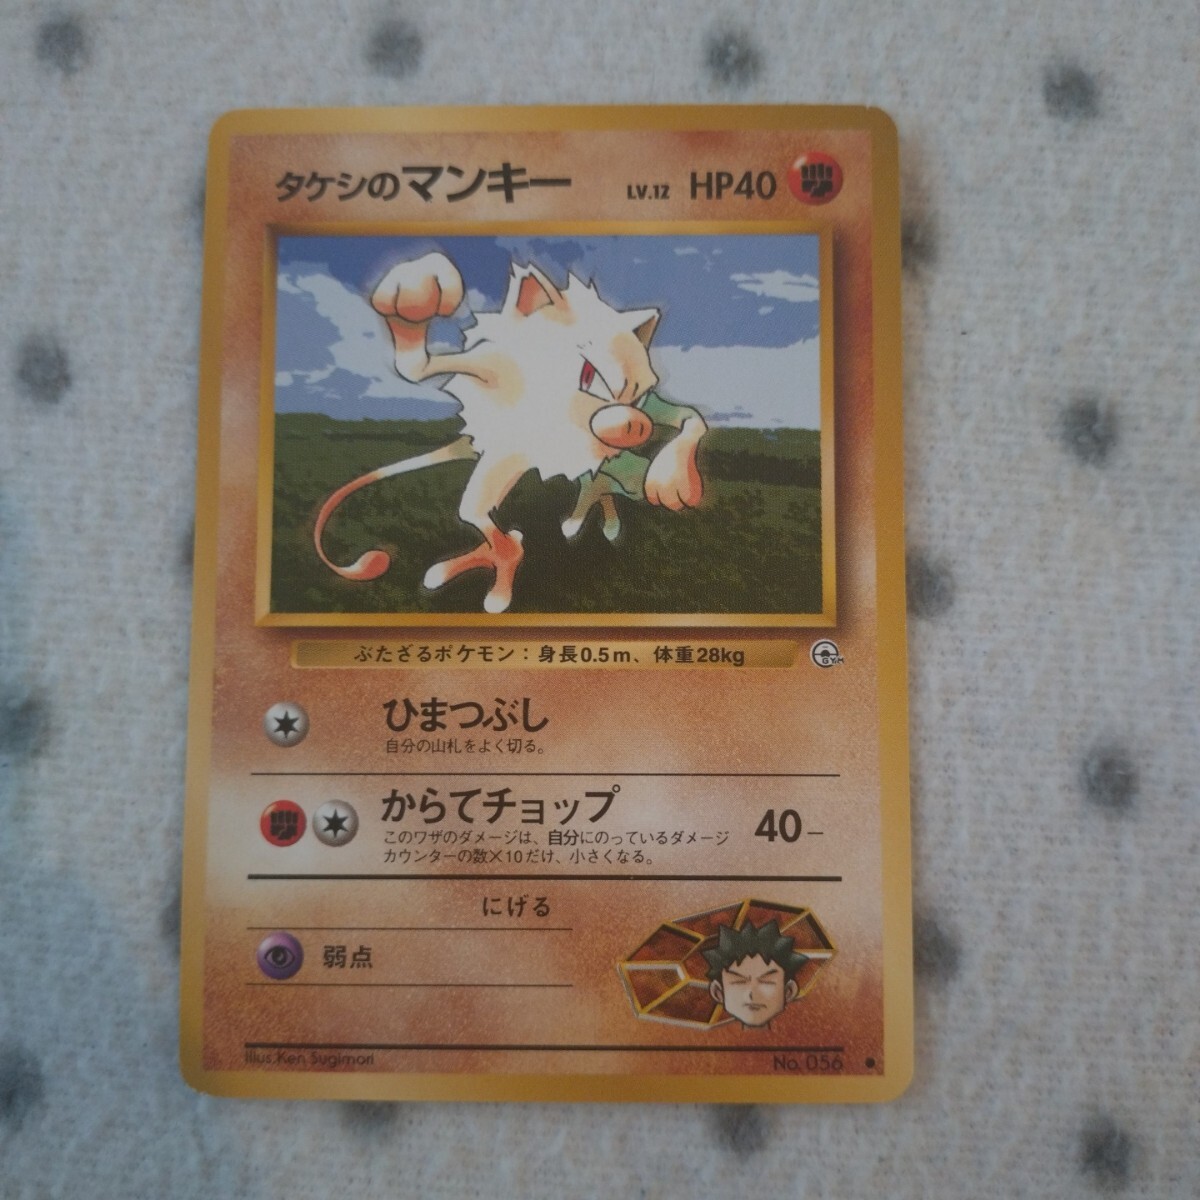 タケシのマンキー LV.12 HP40
ぶたざるポケモン：身長0.5m、体重28kg
GYM
ひまつぶし
自分の山札をよく切る。
からてチョップ 40－
このワザのダメージは、自分にのっているダメージ
カウンターの数×10だけ、小さくなる。
にげる
弱点
Illus.Ken Sugimori No.056 ●